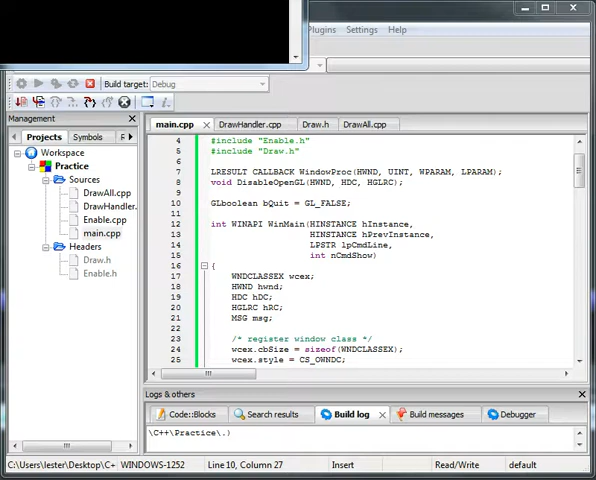 Plugins Settings Help
Build target: Debug
Management
Projects Symbols F
Workspace
Practice
Sources
DrawAll.cpp
DrawHandler.
Enable.cpp
main.cpp
Headers
Draw.h
Enable.h
main.cpp DrawHandler.cpp Draw.h DrawAll.cpp
4 #include "Enable.h"
5 #include "Draw.h"
6
7 LRESULT CALLBACK WindowProc(HWND, UINT, WPARAM, LPARAM);
8 void DisableOpenGL(HWND, HDC, HGLRC);
9
10 GLboolean bQuit = GL_FALSE;
11
12 int WINAPI WinMain(HINSTANCE hInstance,
13 HINSTANCE hPrevInstance,
14 LPSTR lpCmdLine,
15 int nCmdShow)
16 {
17 WNDCLASSEX wcex;
18 HWND hwnd;
19 HDC hDC;
20 HGLRC hRC;
21 MSG msg;
22
23 /* register window class */
24 wcex.cbSize = sizeof(WNDCLASSEX);
25 wcex.style = CS_OWNDC;
Logs & others
Code::Blocks Search results Build log Build messages Debugger
\C++\Practice\.)
C:\Users\lester\Desktop\C+ WINDOWS-1252 Line 10, Column 27 Insert Read/Write default